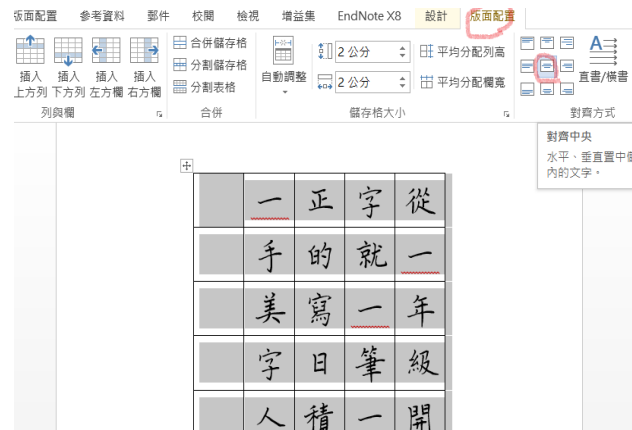 版面配置 參考資料 郵件 校閱 檢視 增益集 EndNote X8 設計 版面配置
插入上方列 插入下方列 插入左方欄 插入右方欄
合併儲存格
分割儲存格
分割表格
自動調整
2 公分 平均分配列高
2 公分 平均分配欄寬
直書/橫書
列與欄 合併 儲存格大小 對齊方式
對齊中央
水平、垂直置中
內的文字。
一 正 字 從
手 的 就 一
美 寫 一 年
字 日 筆 級
人 積 一 開